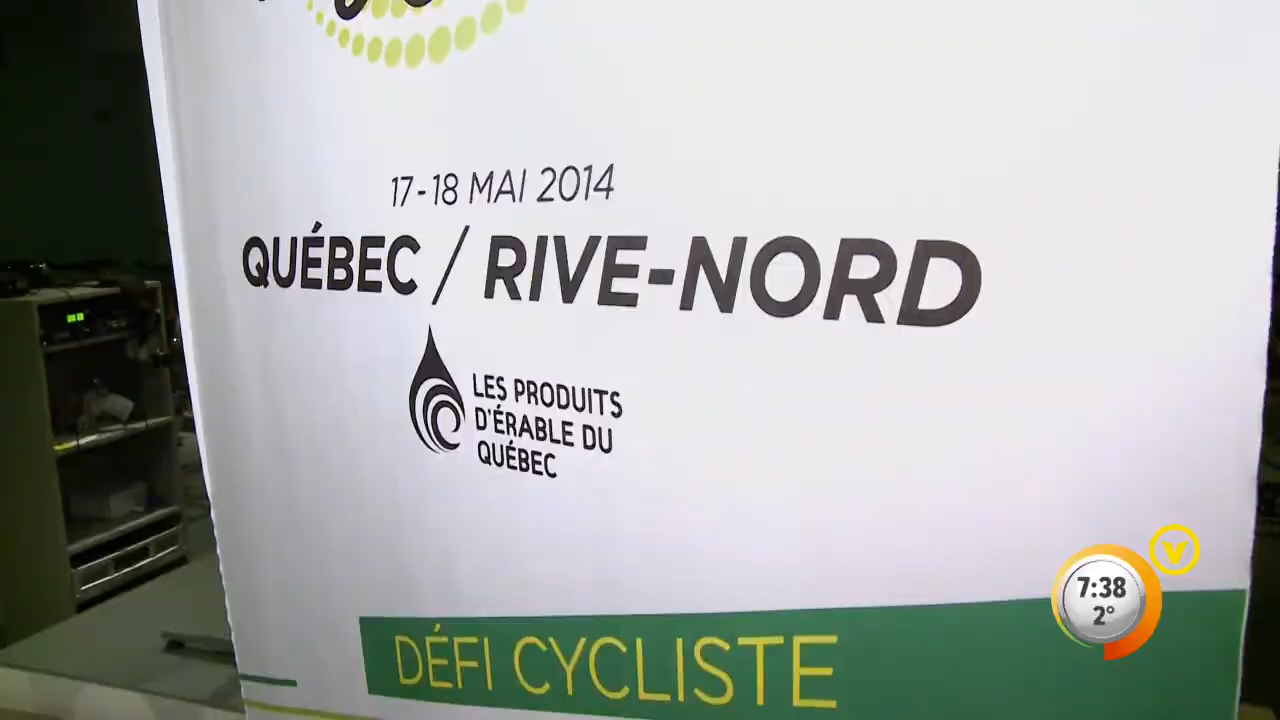 17-18 MAI 2014
QUÉBEC / RIVE-NORD
LES PRODUITS
D'ÉRABLE DU
QUÉBEC
DÉFI CYCLISTE
7:38
2°
V